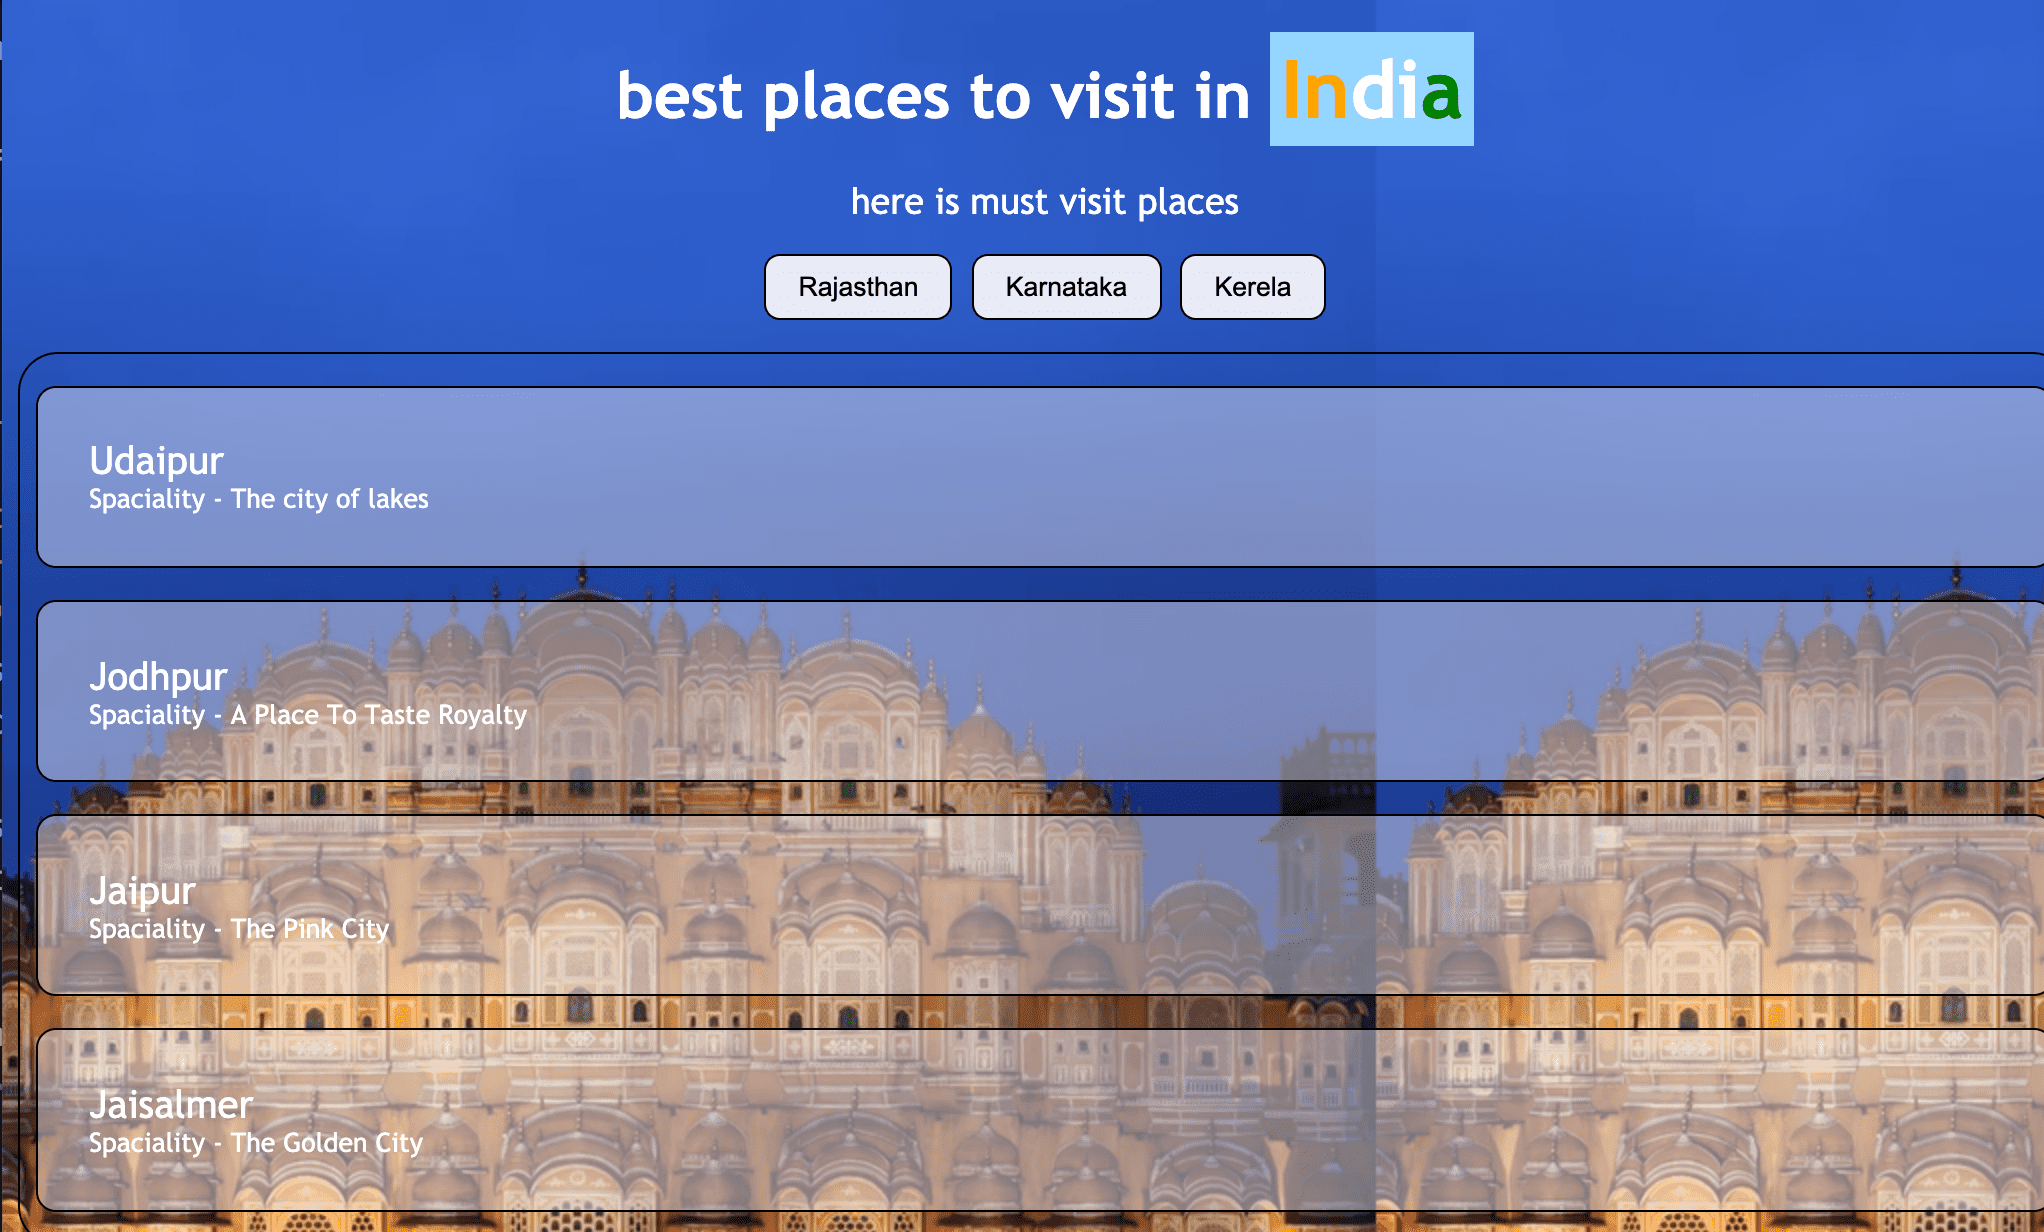 best places to visit in India
here is must visit places
Rajasthan Karnataka Kerela
Udaipur
Spaciality - The city of lakes
Jodhpur
Spaciality - A Place To Taste Royalty
Jaipur
Spaciality - The Pink City
Jaisalmer
Spaciality - The Golden City